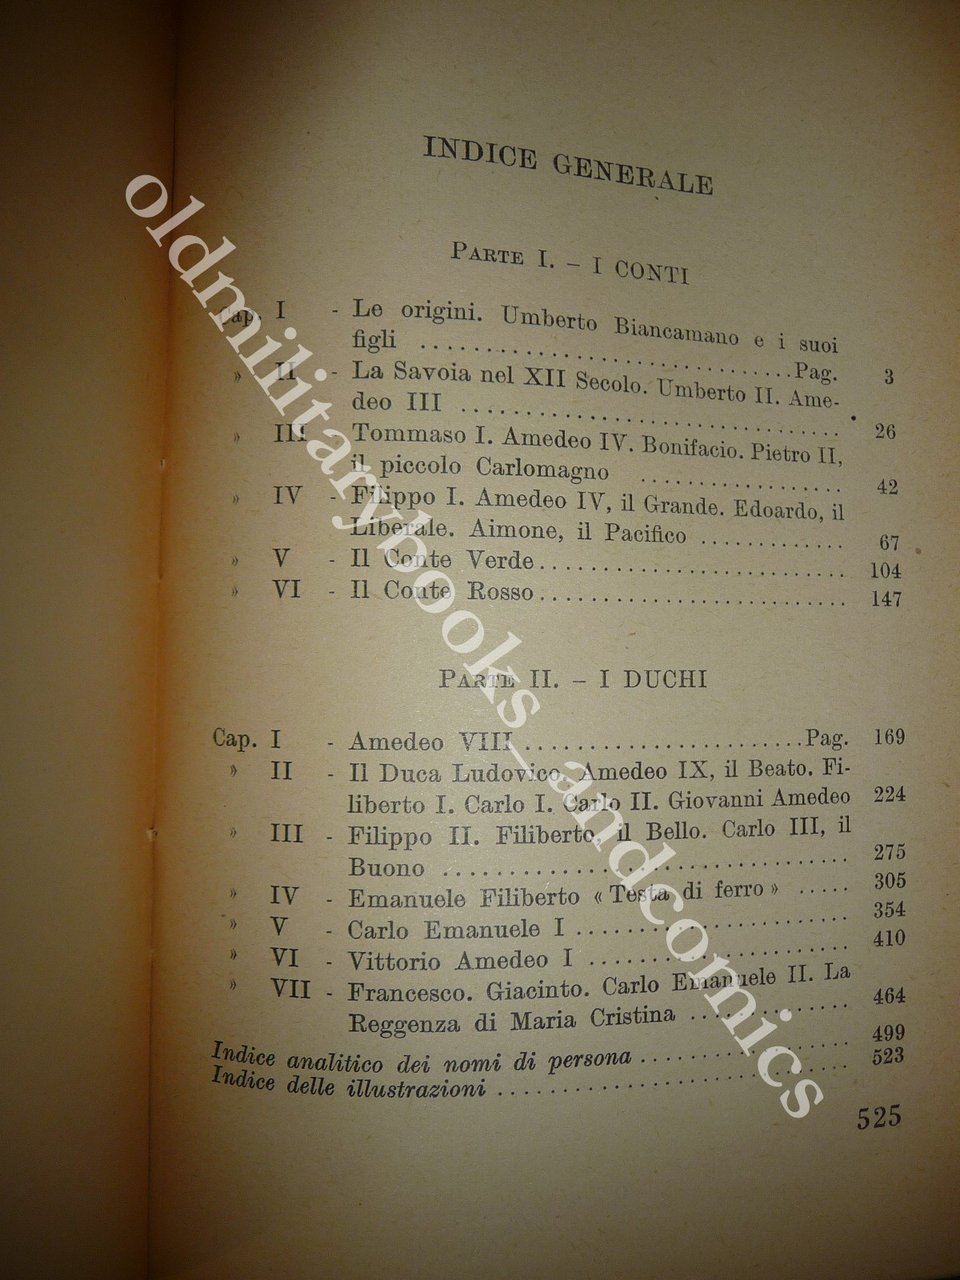 INDICE GENERALE
PARTE I. – I CONTI
Cap. I - Le origini. Umberto Biancamano e i suoi
figli .................... Pag. 3
» II - La Savoia nel XII Secolo. Umberto II. Ame-
deo III .................... 26
» III - Tommaso I. Amedeo IV. Bonifacio. Pietro II,
il piccolo Carlomagno .................... 42
» IV - Filippo I. Amedeo IV, il Grande. Edoardo, il
Liberale. Aimone, il Pacifico ............. 67
» V - Il Conte Verde .................... 104
» VI - Il Conte Rosso .................... 147
PARTE II. – I DUCHI
Cap. I - Amedeo VIII .................... Pag. 169
» II - Il Duca Ludovico. Amedeo IX, il Beato. Fi-
liberto I. Carlo I. Carlo II. Giovanni Amedeo 224
» III - Filippo II. Filiberto, il Bello. Carlo III, il
Buono .................... 275
» IV - Emanuele Filiberto « Testa di ferro » ..... 305
» V - Carlo Emanuele I .................... 354
» VI - Vittorio Amedeo I .................... 410
» VII - Francesco. Giacinto. Carlo Emanuele II. La
Reggenza di Maria Cristina ............. 464
Indice analitico dei nomi di persona .................... 499
Indice delle illustrazioni .................... 523
525
oldmilitarybooks_andcomics